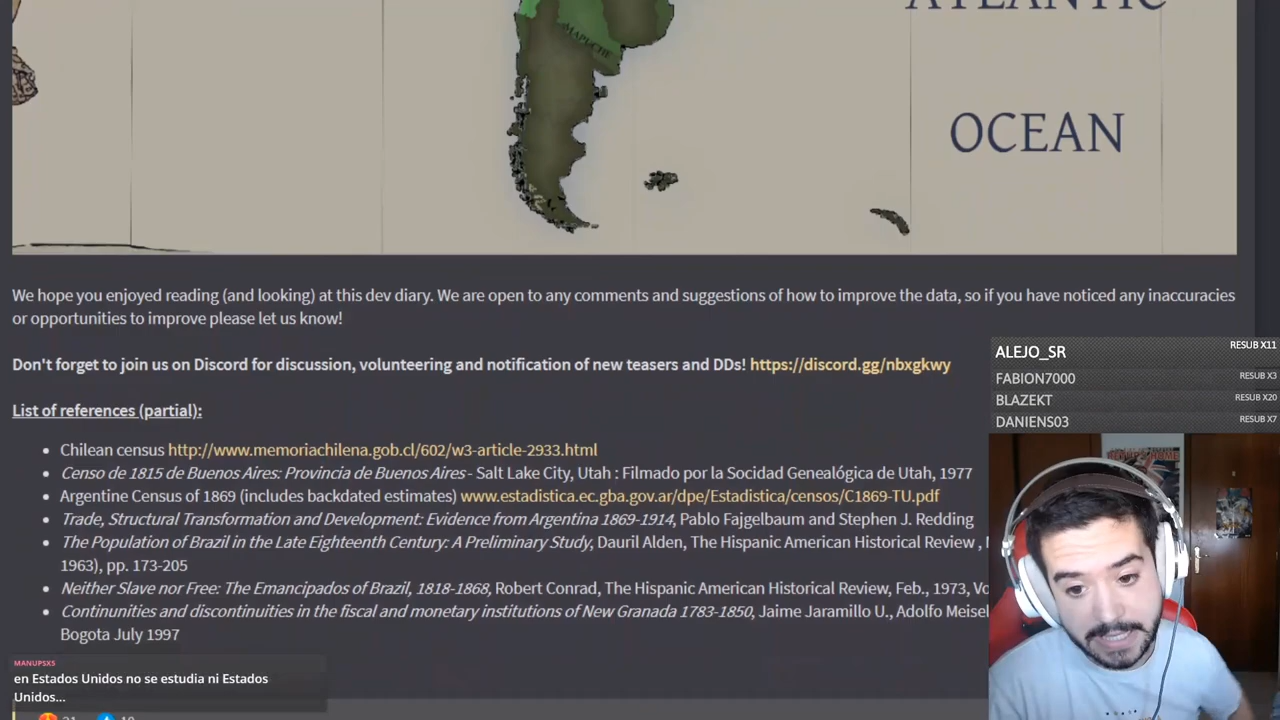 ATLANTIC
MAPUCHE
OCEAN
We hope you enjoyed reading (and looking) at this dev diary. We are open to any comments and suggestions of how to improve the data, so if you have noticed any inaccuracies
or opportunities to improve please let us know!
Don't forget to join us on Discord for discussion, volunteering and notification of new teasers and DDs! https://discord.gg/nbxgkwy
List of references (partial):
Chilean census http://www.memoriachilena.gob.cl/602/w3-article-2933.html
Censo de 1815 de Buenos Aires: Provincia de Buenos Aires - Salt Lake City, Utah : Filmado por la Socidad Genealógica de Utah, 1977
Argentine Census of 1869 (includes backdated estimates) www.estadistica.ec.gba.gov.ar/dpe/Estadistica/censos/C1869-TU.pdf
Trade, Structural Transformation and Development: Evidence from Argentina 1869-1914, Pablo Fajgelbaum and Stephen J. Redding
The Population of Brazil in the Late Eighteenth Century: A Preliminary Study, Dauril Alden, The Hispanic American Historical Review ,
1963), pp. 173-205
Neither Slave nor Free: The Emancipados of Brazil, 1818-1868, Robert Conrad, The Hispanic American Historical Review, Feb., 1973,
Continunities and discontinuities in the fiscal and monetary institutions of New Granada 1783-1850, Jaime Jaramillo U., Adolfo Meisel
Bogota July 1997
ALEJO_SR RESUB X11
FABION7000 RESUB X3
BLAZEKT RESUB X20
DANIENS03 RESUB X7
MANUPSXS
en Estados Unidos no se estudia ni Estados
Unidos...